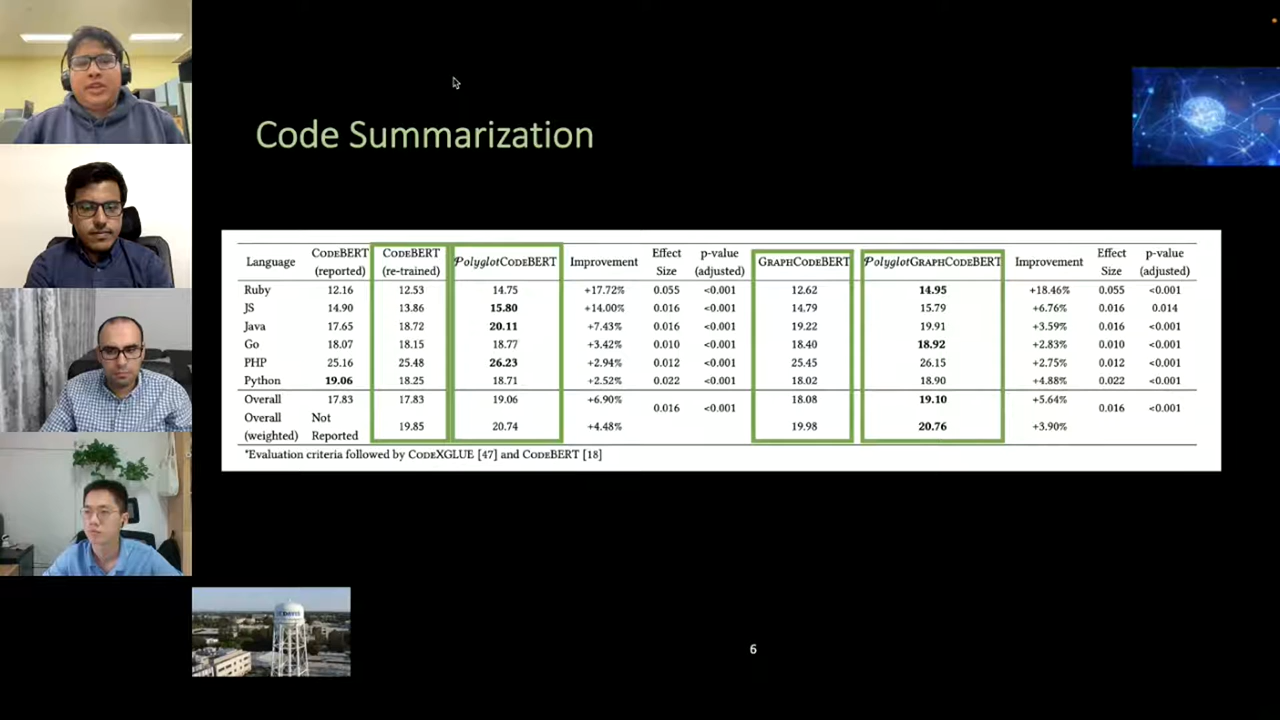 Code Summarization
Language CODEBERT (reported) CODEBERT (re-trained) PolyglotCODEBERT Improvement Effect Size p-value (adjusted) GRAPHCODEBERT PolyglotGRAPHCODEBERT Improvement Effect Size p-value (adjusted)
Ruby 12.16 12.53 14.75 +17.72% 0.055 <0.001 12.62 14.95 +18.46% 0.055 <0.001
JS 14.90 13.86 15.80 +14.00% 0.016 <0.001 14.79 15.79 +6.76% 0.016 0.014
Java 17.65 18.72 20.11 +7.43% 0.016 <0.001 19.22 19.91 +3.59% 0.016 <0.001
Go 18.07 18.15 18.77 +3.42% 0.010 <0.001 18.40 18.92 +2.83% 0.010 <0.001
PHP 25.16 25.48 26.23 +2.94% 0.012 <0.001 25.45 26.15 +2.75% 0.012 <0.001
Python 19.06 18.25 18.71 +2.52% 0.022 <0.001 18.02 18.90 +4.88% 0.022 <0.001
Overall 17.83 17.83 19.06 +6.90% 0.016 <0.001 18.08 19.10 +5.64% 0.016 <0.001
Overall (weighted) Not Reported 19.85 20.74 +4.48% 19.98 20.76 +3.90%
*Evaluation criteria followed by CODEXGLUE [47] and CODEBERT [18]
6